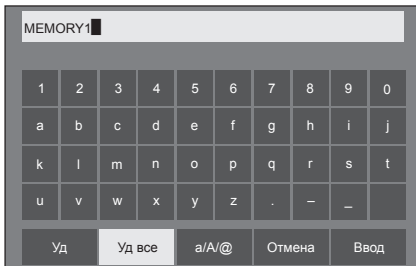 MEMORY1
1 2 3 4 5 6 7 8 9 0
a b c d e f g h i j
k l m n o p q r s t
u v w x y z . – _
Уд Уд все a/A/@ Отмена Ввод